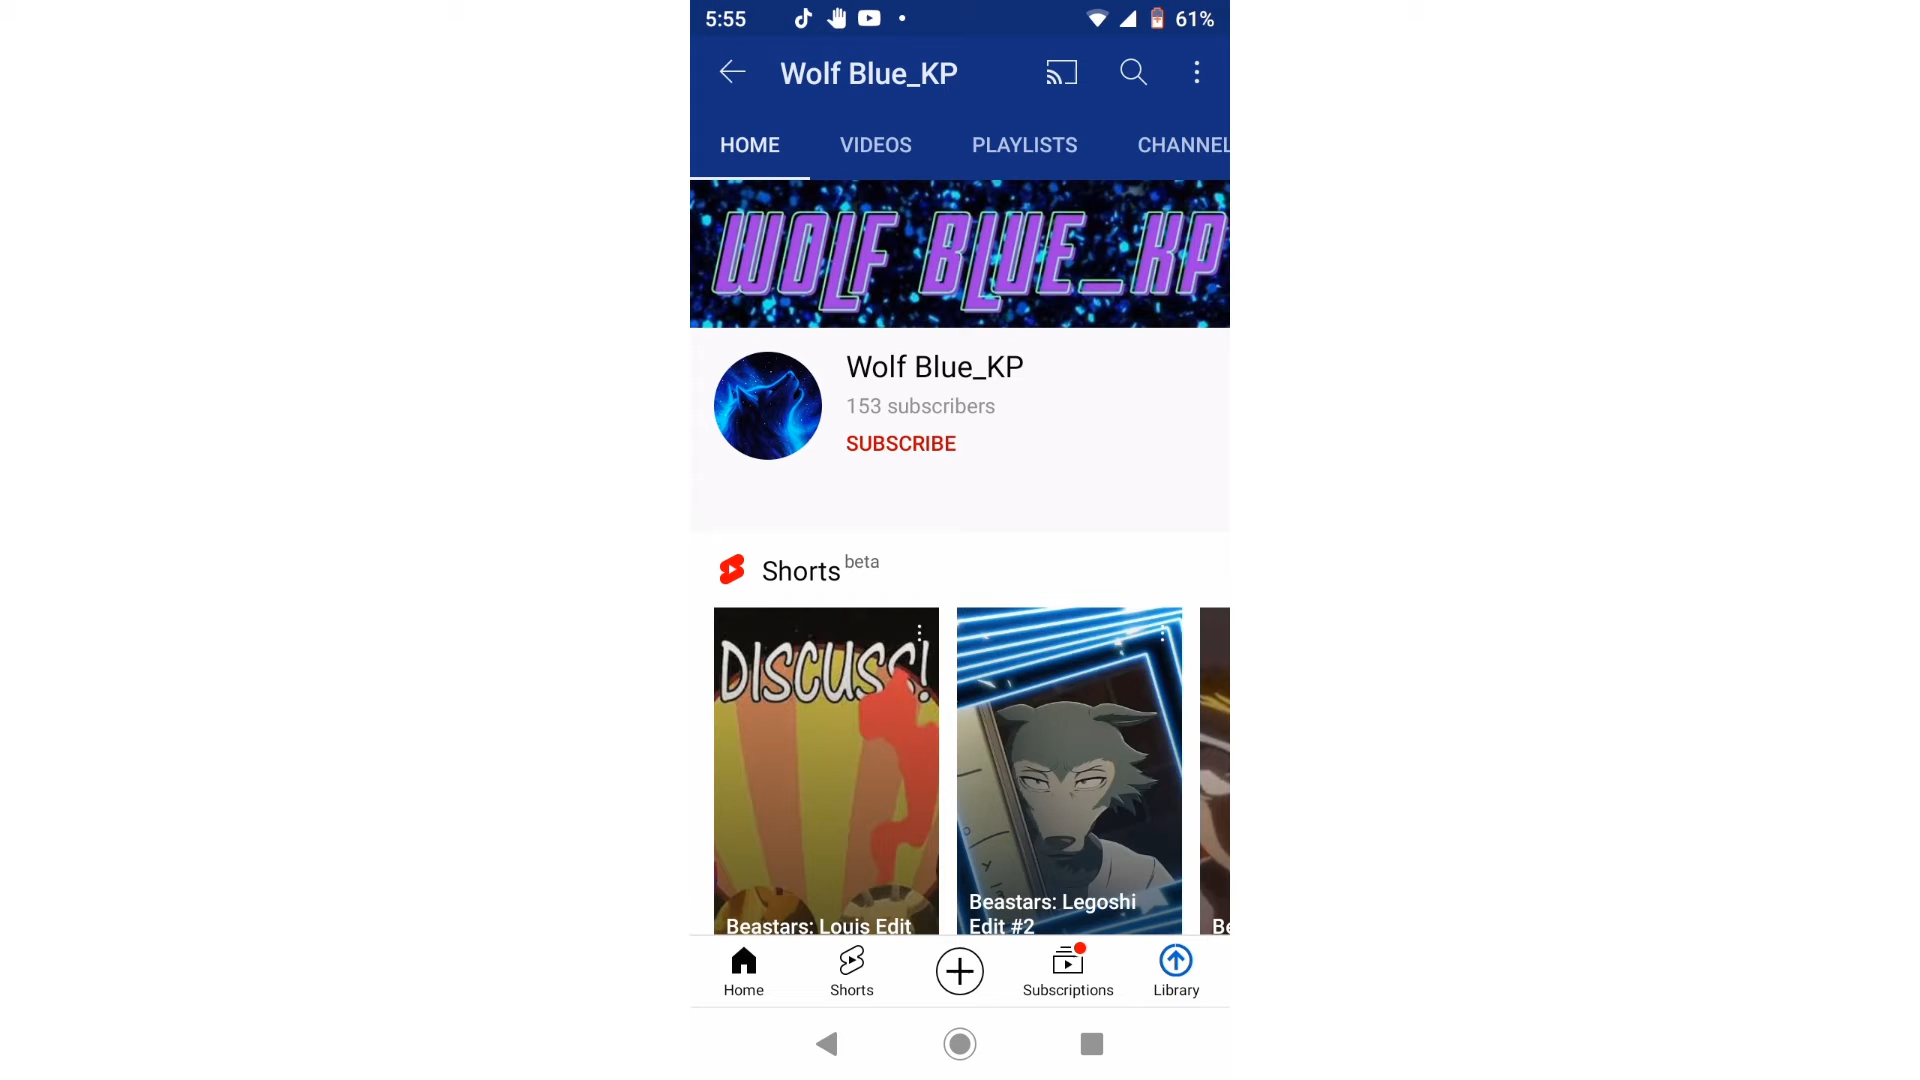 5:55
61%
Wolf Blue_KP
HOME
VIDEOS
PLAYLISTS
CHANNEL
WOLF BLUE_KP
Wolf Blue_KP
153 subscribers
SUBSCRIBE
Shorts beta
DISCUSS!
Beastars: Louis Edit
Beastars: Legoshi
Edit #2
Home
Shorts
Subscriptions
Library